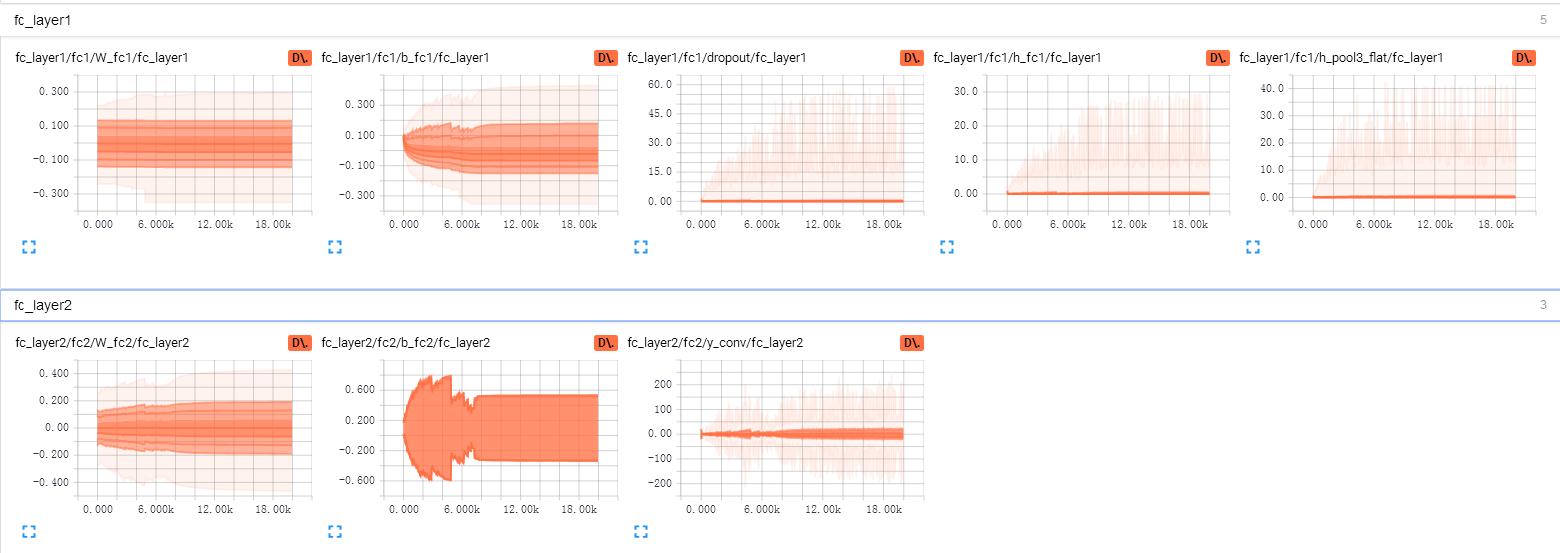 fc_layer1 5
fc_layer1/fc1/W_fc1/fc_layer1 D\.
0.300
0.100
-0.100
-0.300
0.000 6.000k 12.00k 18.00k
fc_layer1/fc1/b_fc1/fc_layer1 D\.
0.300
0.100
-0.100
-0.300
0.000 6.000k 12.00k 18.00k
fc_layer1/fc1/dropout/fc_layer1 D\.
60.0
45.0
30.0
15.0
0.00
0.000 6.000k 12.00k 18.00k
fc_layer1/fc1/h_fc1/fc_layer1 D\.
30.0
20.0
10.0
0.00
0.000 6.000k 12.00k 18.00k
fc_layer1/fc1/h_pool3_flat/fc_layer1 D\.
40.0
30.0
20.0
10.0
0.00
0.000 6.000k 12.00k 18.00k
fc_layer2 3
fc_layer2/fc2/W_fc2/fc_layer2 D\.
0.400
0.200
0.00
-0.200
-0.400
0.000 6.000k 12.00k 18.00k
fc_layer2/fc2/b_fc2/fc_layer2 D\.
0.600
0.200
-0.200
-0.600
0.000 6.000k 12.00k 18.00k
fc_layer2/fc2/y_conv/fc_layer2 D\.
200
100
0.00
-100
-200
0.000 6.000k 12.00k 18.00k